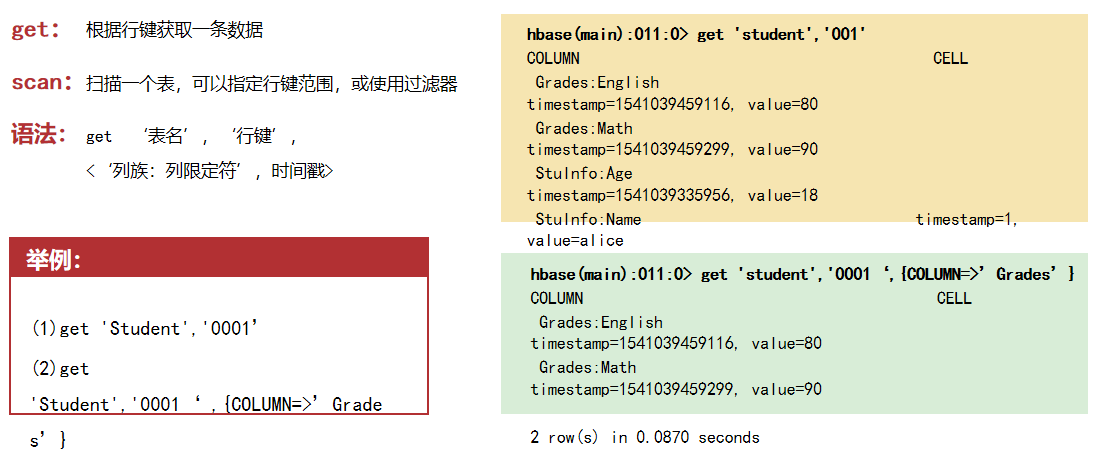 get： 根据行键获取一条数据
scan： 扫描一个表，可以指定行键范围，或使用过滤器
语法： get ‘表名’，‘行键’，
<‘列族：列限定符’，时间戳>
举例：
(1)get 'Student','0001’
(2)get
'Student','0001‘,{COLUMN=>’Grade
s’}
hbase(main):011:0> get 'student','001'
COLUMN CELL
Grades:English
timestamp=1541039459116, value=80
Grades:Math
timestamp=1541039459299, value=90
StuInfo:Age
timestamp=1541039335956, value=18
StuInfo:Name timestamp=1,
value=alice
hbase(main):011:0> get 'student','0001‘,{COLUMN=>’Grades’}
COLUMN CELL
Grades:English
timestamp=1541039459116, value=80
Grades:Math
timestamp=1541039459299, value=90
2 row(s) in 0.0870 seconds